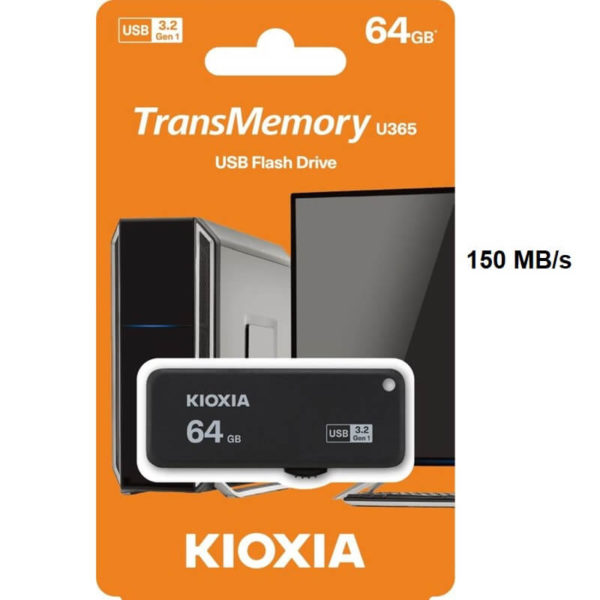 USB 3.2 Gen 1
64GB*
TransMemory U365
USB Flash Drive
150 MB/s
KIOXIA
64 GB
USB 3.2 Gen 1
KIOXIA